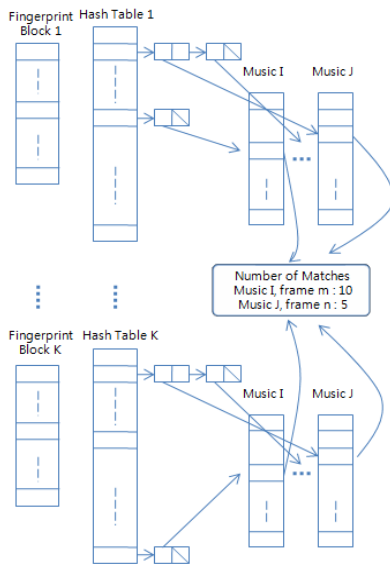 Fingerprint
Block 1
Hash Table 1
Music I
Music J
Number of Matches
Music I, frame m : 10
Music J, frame n : 5
Fingerprint
Block K
Hash Table K
Music I
Music J